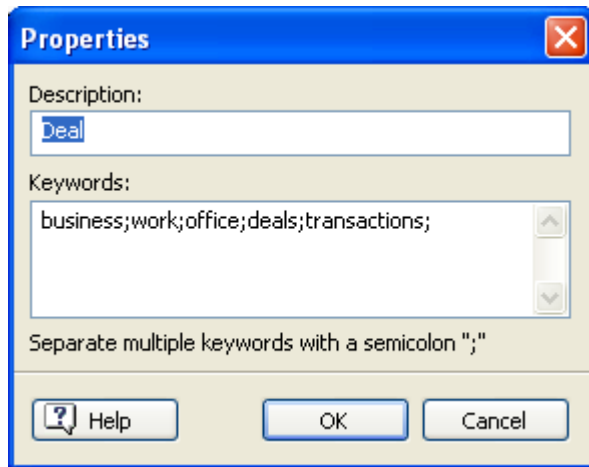 Properties
Description:
Deal
Keywords:
business;work;office;deals;transactions;
Separate multiple keywords with a semicolon ";"
Help OK Cancel